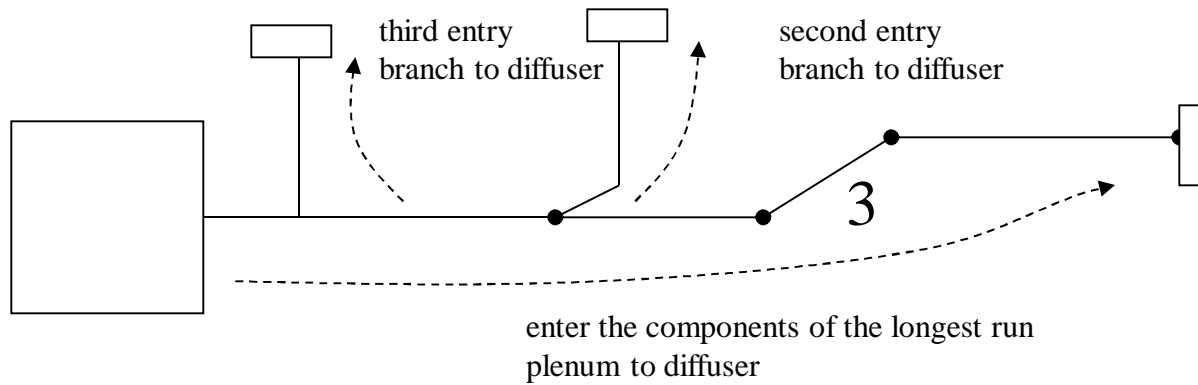 third entry
branch to diffuser
second entry
branch to diffuser
3
enter the components of the longest run
plenum to diffuser